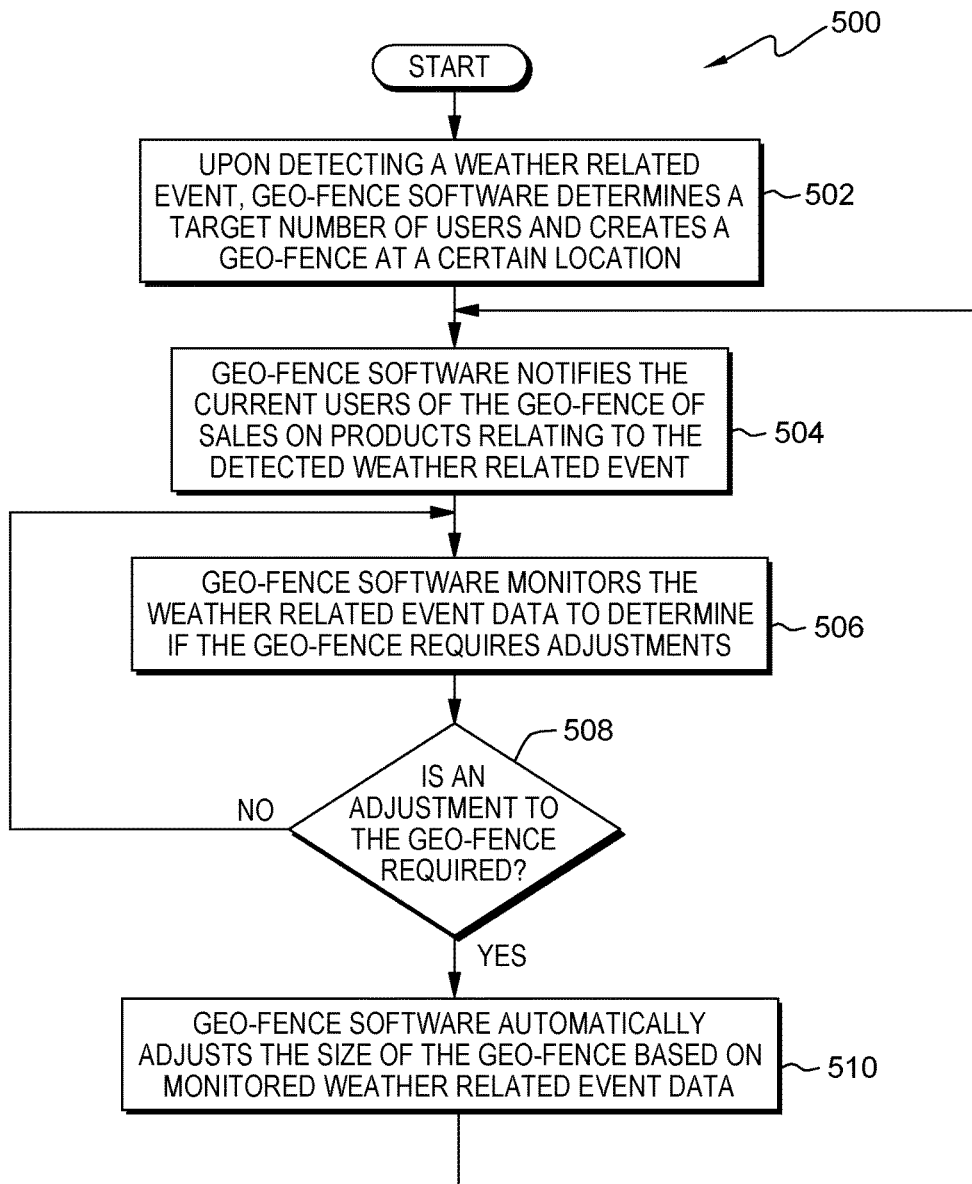 500
START
UPON DETECTING A WEATHER RELATED
EVENT, GEO-FENCE SOFTWARE DETERMINES A
TARGET NUMBER OF USERS AND CREATES A
GEO-FENCE AT A CERTAIN LOCATION
502
GEO-FENCE SOFTWARE NOTIFIES THE
CURRENT USERS OF THE GEO-FENCE OF
SALES ON PRODUCTS RELATING TO THE
DETECTED WEATHER RELATED EVENT
504
GEO-FENCE SOFTWARE MONITORS THE
WEATHER RELATED EVENT DATA TO DETERMINE
IF THE GEO-FENCE REQUIRES ADJUSTMENTS
506
508
IS AN
ADJUSTMENT TO
THE GEO-FENCE
REQUIRED?
NO
YES
GEO-FENCE SOFTWARE AUTOMATICALLY
ADJUSTS THE SIZE OF THE GEO-FENCE BASED ON
MONITORED WEATHER RELATED EVENT DATA
510